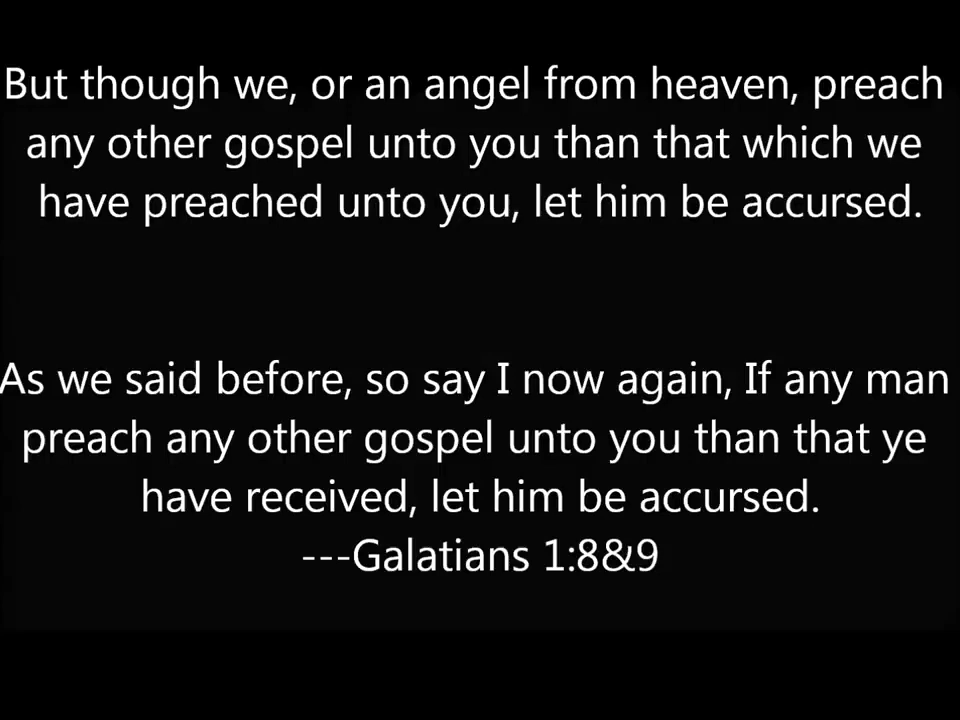 But though we, or an angel from heaven, preach
any other gospel unto you than that which we
have preached unto you, let him be accursed.
As we said before, so say I now again, If any man
preach any other gospel unto you than that ye
have received, let him be accursed.
---Galatians 1:8&9